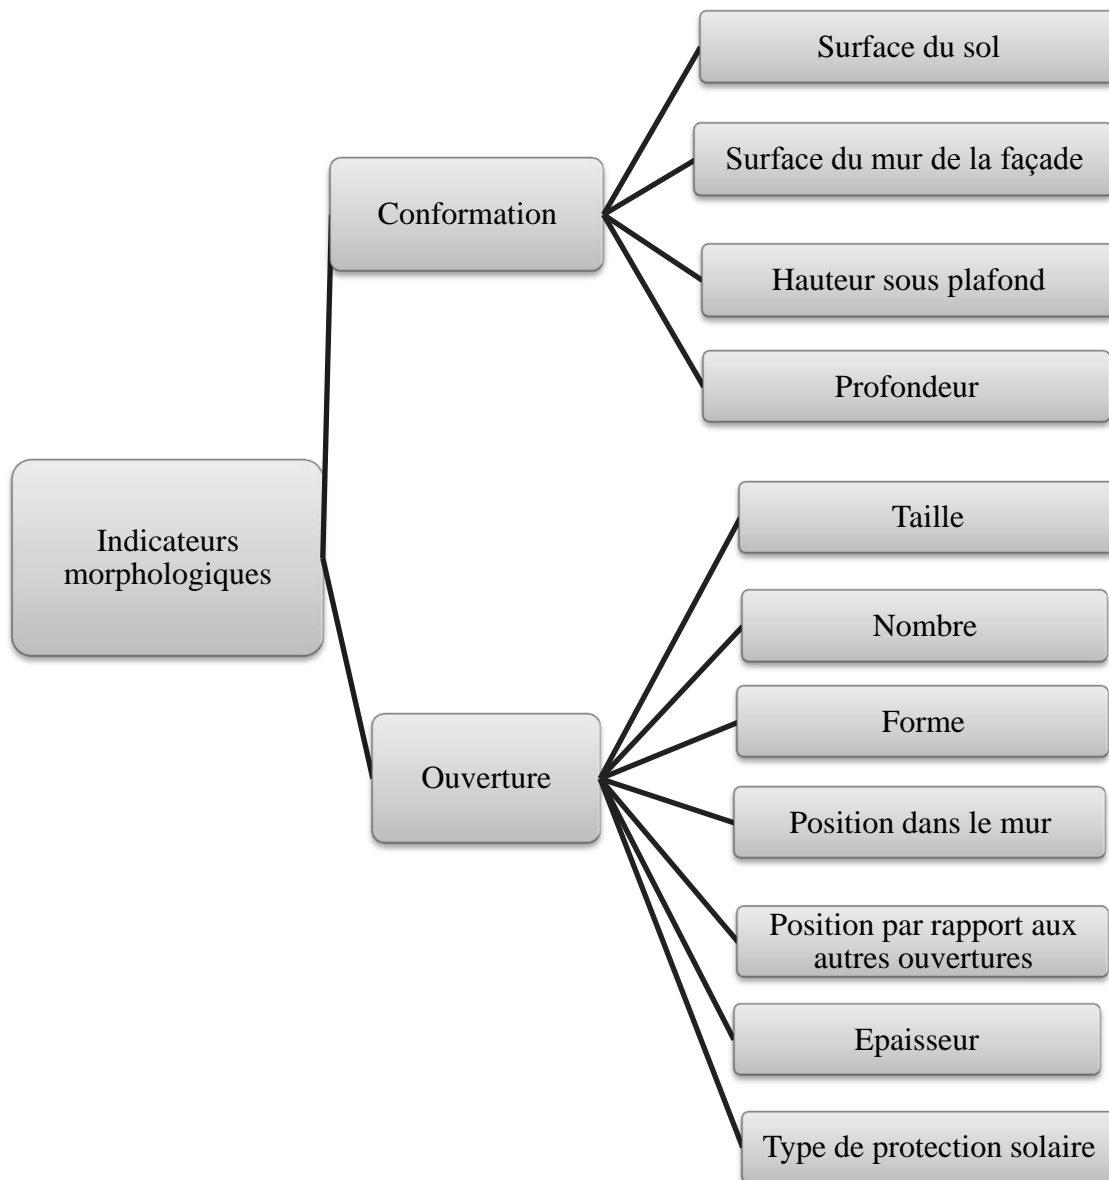 Indicateurs
morphologiques
Conformation
Surface du sol
Surface du mur de la façade
Hauteur sous plafond
Profondeur
Ouverture
Taille
Nombre
Forme
Position dans le mur
Position par rapport aux
autres ouvertures
Epaisseur
Type de protection solaire